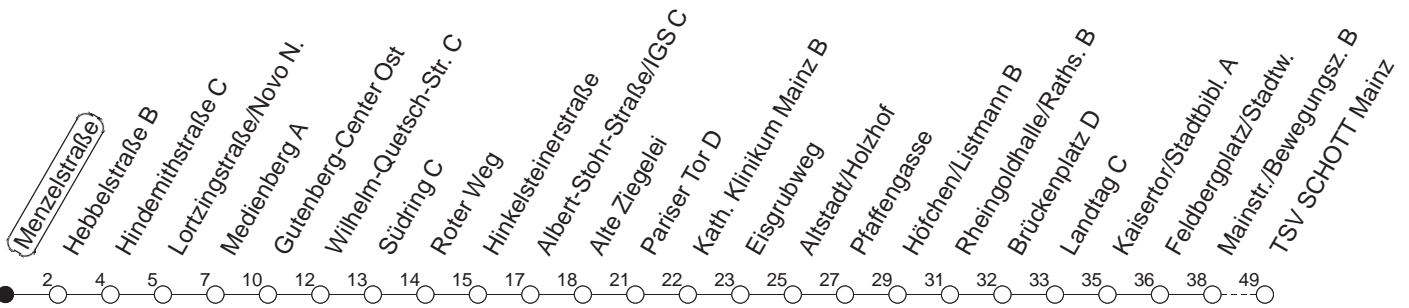 Menzelstraße
Hebbelstraße B
Hindemithstraße C
Lortzingstraße/Novo N.
Medienberg A
Gutenberg-Center Ost
Wilhelm-Quetsch-Str. C
Südring C
Roter Weg
Hinkelsteinerstraße
Albert-Stohr-Straße/IGS C
Alte Ziegelei
Pariser Tor D
Kath. Klinikum Mainz B
Eisgrubweg
Altstadt/Holzhof
Pfaffengasse
Höfchen/Listmann B
Rheingoldhalle/Raths. B
Brückenplatz D
Landtag C
Kaisertor/Stadtbibl. A
Feldbergplatz/Stadtw.
Mainstr./Bewegungsz. B
TSV SCHOTT Mainz
2 4 5 7 10 12 13 14 15 17 18 21 22 23 25 27 29 31 32 33 35 36 38 49